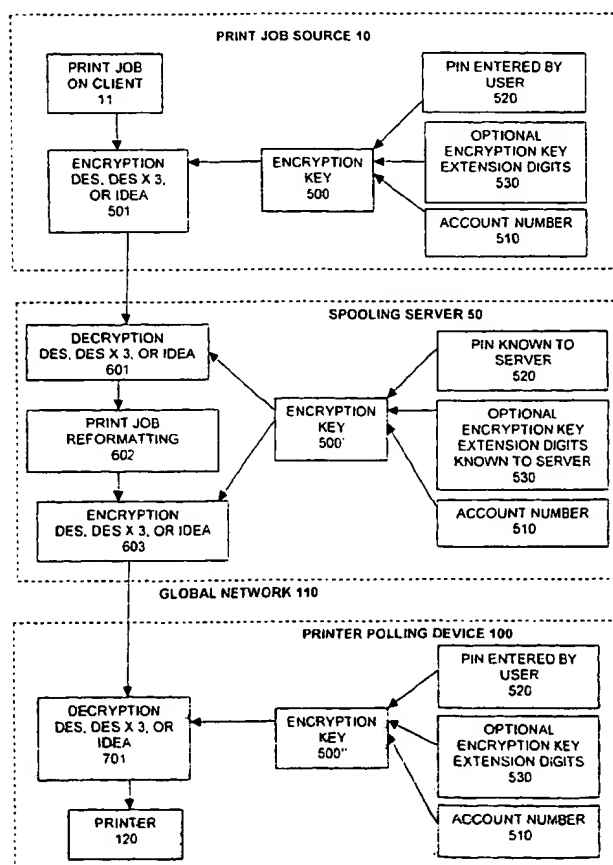 PRINT JOB SOURCE 10
PRINT JOB
ON CLIENT
11
PIN ENTERED BY
USER
520
ENCRYPTION
DES, DES X 3,
OR IDEA
501
ENCRYPTION
KEY
500
OPTIONAL
ENCRYPTION KEY
EXTENSION DIGITS
530
ACCOUNT NUMBER
510
SPOOLING SERVER 50
DECRYPTION
DES, DES X 3, OR IDEA
601
PIN KNOWN TO
SERVER
520
PRINT JOB
REFORMATTING
602
ENCRYPTION
KEY
500'
OPTIONAL
ENCRYPTION KEY
EXTENSION DIGITS
KNOWN TO SERVER
530
ENCRYPTION
DES, DES X 3, OR IDEA
603
ACCOUNT NUMBER
510
GLOBAL NETWORK 110
PRINTER POLLING DEVICE 100
PIN ENTERED BY
USER
520
DECRYPTION
DES, DES X 3, OR
IDEA
701
ENCRYPTION
KEY
500"
OPTIONAL
ENCRYPTION KEY
EXTENSION DIGITS
530
PRINTER
120
ACCOUNT NUMBER
510